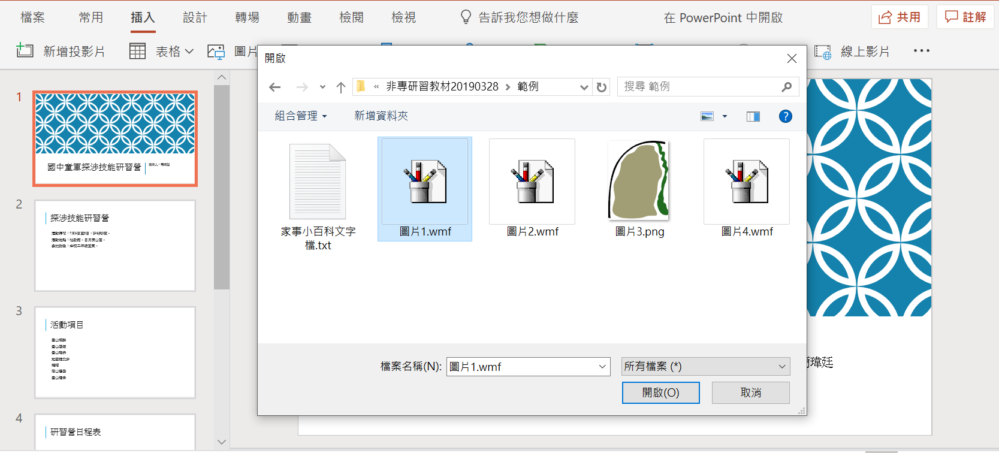 檔案 常用 插入 設計 轉場 動畫 檢閱 檢視 告訴我您想做什麼 在 PowerPoint 中開啟 共用 註解
新增投影片 表格 圖片 線上影片 ...
開啟
« 非專研習教材20190328 › 範例 搜尋 範例
組合管理 新增資料夾 ?
家事小百科文字檔.txt
圖片1.wmf
圖片2.wmf
圖片3.png
圖片4.wmf
檔案名稱(N): 圖片1.wmf 所有檔案 (*)
開啟(O) 取消
1
國中童軍探涉技能研習營
2
探涉技能研習營
3
活動項目
4
研習營日程表
瑋廷